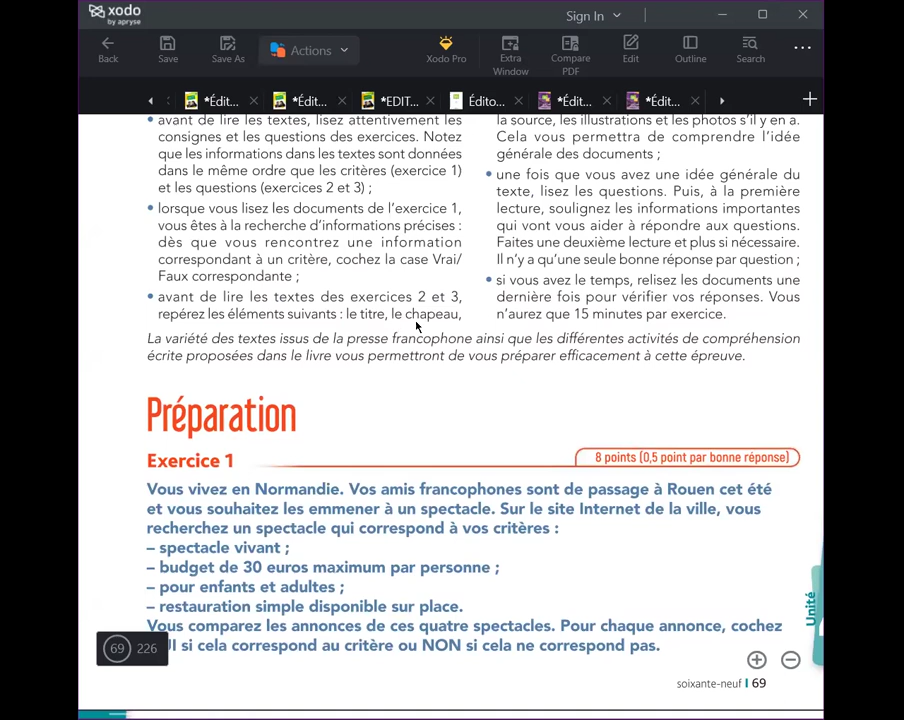 xodo
by apryse
Sign In
Back
Save
Save As
Actions
Xodo Pro
Extra Window
Compare PDF
Edit
Outline
Search
*Édit...
*Édit...
*EDIT...
Édito...
*Édit...
*Édit...
• avant de lire les textes, lisez attentivement les
consignes et les questions des exercices. Notez
que les informations dans les textes sont données
dans le même ordre que les critères (exercice 1)
et les questions (exercices 2 et 3) ;
• lorsque vous lisez les documents de l'exercice 1,
vous êtes à la recherche d'informations précises :
dès que vous rencontrez une information
correspondant à un critère, cochez la case Vrai/
Faux correspondante ;
• avant de lire les textes des exercices 2 et 3,
repérez les éléments suivants : le titre, le chapeau,
la source, les illustrations et les photos s'il y en a.
Cela vous permettra de comprendre l'idée
générale des documents ;
• une fois que vous avez une idée générale du
texte, lisez les questions. Puis, à la première
lecture, soulignez les informations importantes
qui vont vous aider à répondre aux questions.
Faites une deuxième lecture et plus si nécessaire.
Il n'y a qu'une seule bonne réponse par question ;
• si vous avez le temps, relisez les documents une
dernière fois pour vérifier vos réponses. Vous
n'aurez que 15 minutes par exercice.
La variété des textes issus de la presse francophone ainsi que les différentes activités de compréhension
écrite proposées dans le livre vous permettront de vous préparer efficacement à cette épreuve.
Préparation
Exercice 1
8 points (0,5 point par bonne réponse)
Vous vivez en Normandie. Vos amis francophones sont de passage à Rouen cet été
et vous souhaitez les emmener à un spectacle. Sur le site Internet de la ville, vous
recherchez un spectacle qui correspond à vos critères :
– spectacle vivant ;
– budget de 30 euros maximum par personne ;
– pour enfants et adultes ;
– restauration simple disponible sur place.
Vous comparez les annonces de ces quatre spectacles. Pour chaque annonce, cochez
I si cela correspond au critère ou NON si cela ne correspond pas.
Unité
69 226
soixante-neuf I 69